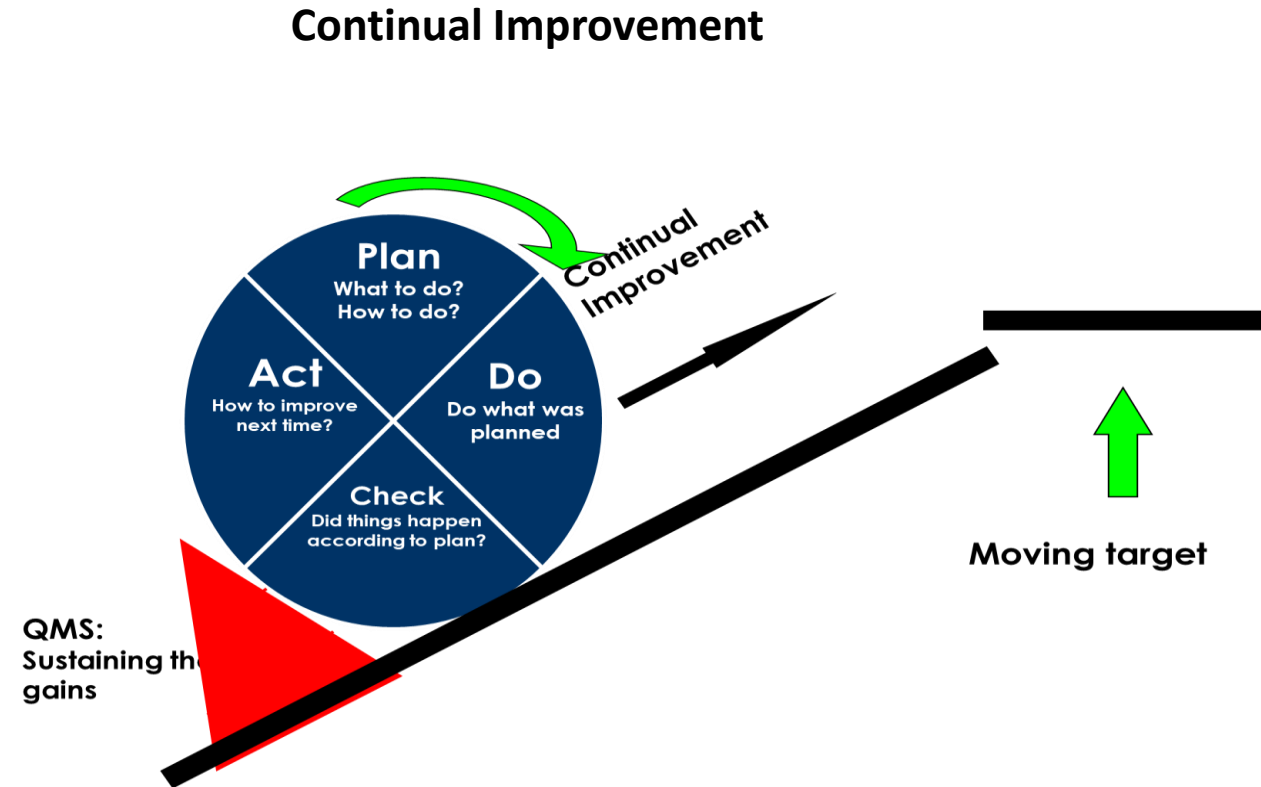 Continual Improvement
Plan
What to do?
How to do?
Act
How to improve
next time?
Do
Do what was
planned
Check
Did things happen
according to plan?
Continual
Improvement
Moving target
QMS:
Sustaining the
gains